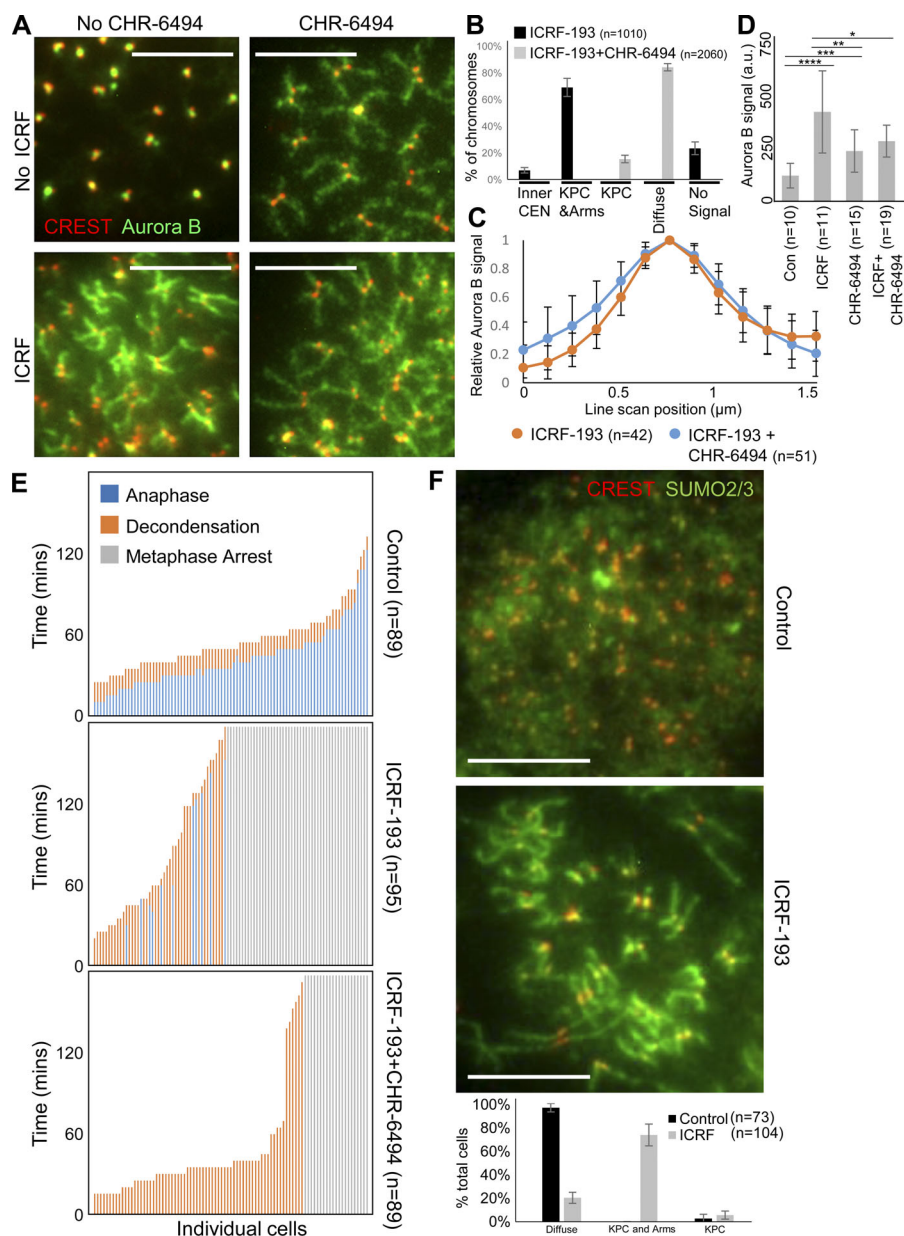 A
No CHR-6494
CHR-6494
No ICRF
ICRF
CREST Aurora B
B
ICRF-193 (n=1010)
ICRF-193+CHR-6494 (n=2060)
% of chromosomes
100%
80%
60%
40%
20%
0%
Inner CEN
KPC &Arms
KPC
Diffuse
No Signal
C
Relative Aurora B signal
1
0.8
0.6
0.4
0.2
0
0
0.5
1
1.5
Line scan position (µm)
ICRF-193 (n=42)
ICRF-193 + CHR-6494 (n=51)
D
Aurora B signal (a.u.)
750
500
250
0
*
**
***
****
Con (n=10)
ICRF (n=11)
CHR-6494 (n=15)
ICRF+ CHR-6494 (n=19)
E
Anaphase
Decondensation
Metaphase Arrest
Time (mins)
120
60
0
Control (n=89)
Time (mins)
120
60
0
ICRF-193 (n=95)
Time (mins)
120
60
0
ICRF-193+CHR-6494 (n=89)
Individual cells
F
CREST SUMO2/3
Control
ICRF-193
% total cells
100%
80%
60%
40%
20%
0%
Control (n=73)
ICRF (n=104)
Diffuse
KPC and Arms
KPC